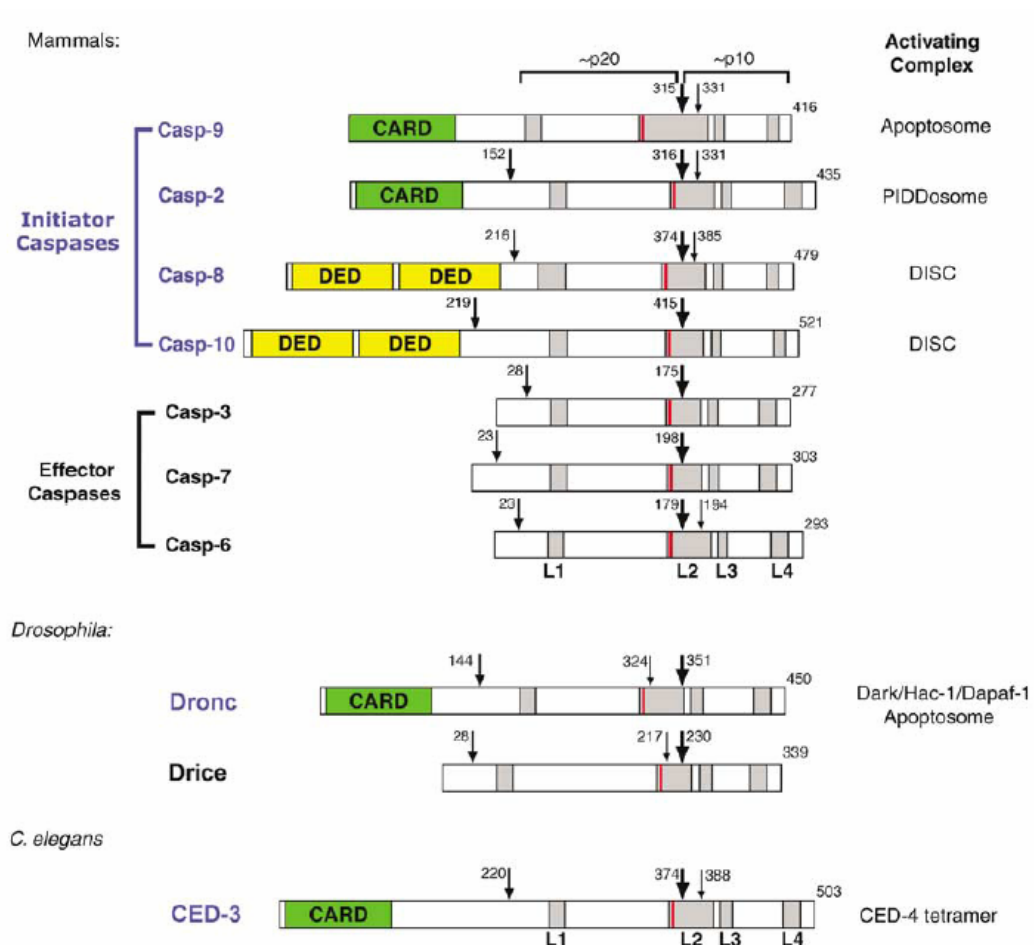 Mammals:
Activating
Complex
~p20 ~p10
315 331
416
Casp-9 CARD Apoptosome
152 316 331
435
Casp-2 CARD PIDDosome
Initiator
Caspases
216 374 385
479
Casp-8 DED DED DISC
219 415
521
Casp-10 DED DED DISC
28 175
277
Casp-3
23 198
303
Effector
Caspases
Casp-7
23 179 194
293
Casp-6
L1 L2 L3 L4
Drosophila:
144 324 351
450
Dronc CARD Dark/Hac-1/Dapaf-1
Apoptosome
28 217 230
339
Drice
C. elegans
220 374 388
503
CED-3 CARD CED-4 tetramer
L1 L2 L3 L4